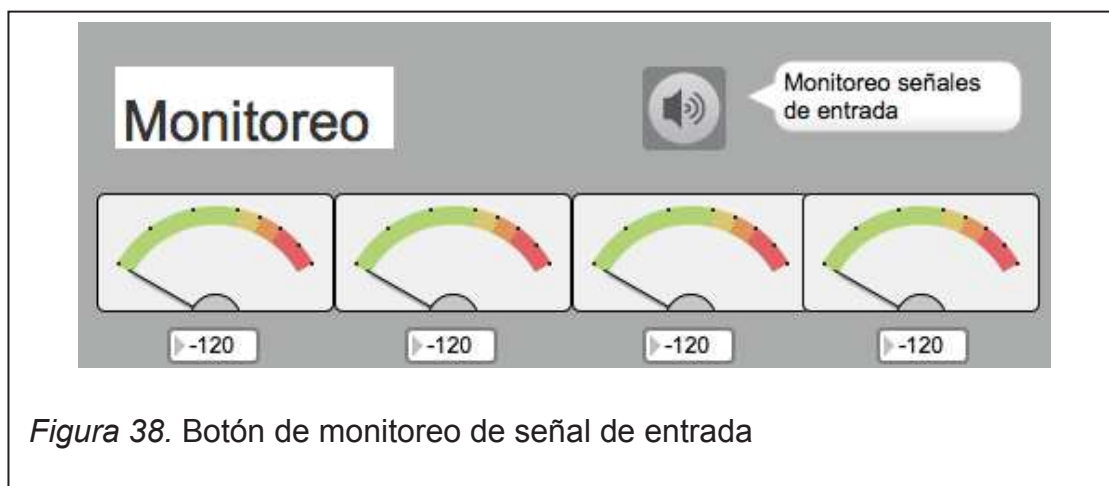 Monitoreo
Monitoreo señales
de entrada
-120
-120
-120
-120
Figura 38. Botón de monitoreo de señal de entrada